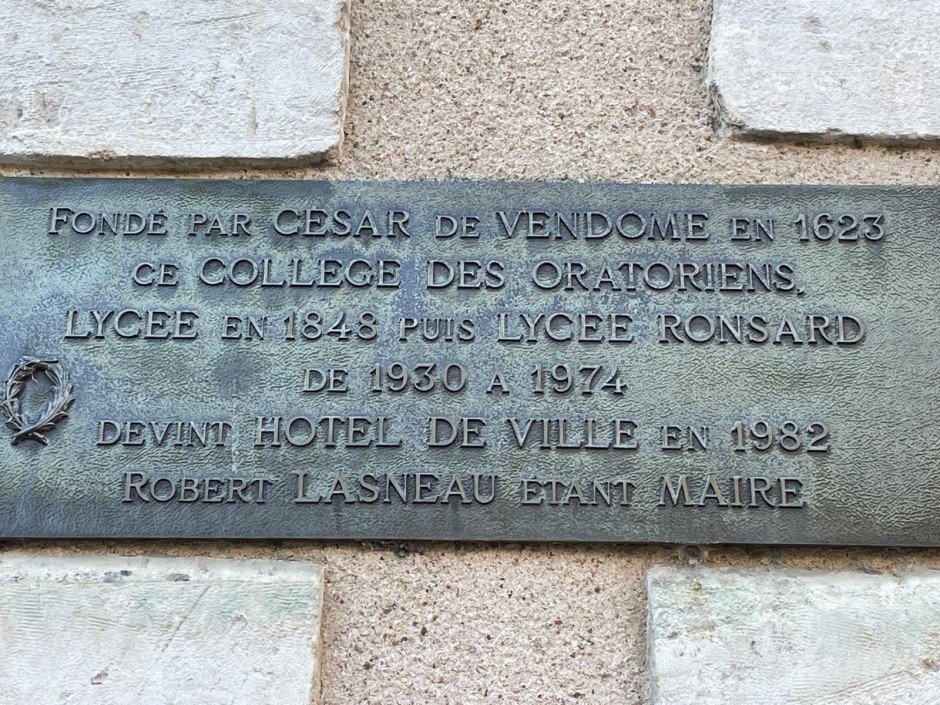 FONDÉ PAR CESAR DE VENDOME EN 1623
CE COLLEGE DES ORATORIENS,
LYCEE EN 1848 PUIS LYCEE RONSARD
DE 1930 A 1974
DEVINT HOTEL DE VILLE EN 1982
ROBERT LASNEAU ÉTANT MAIRE